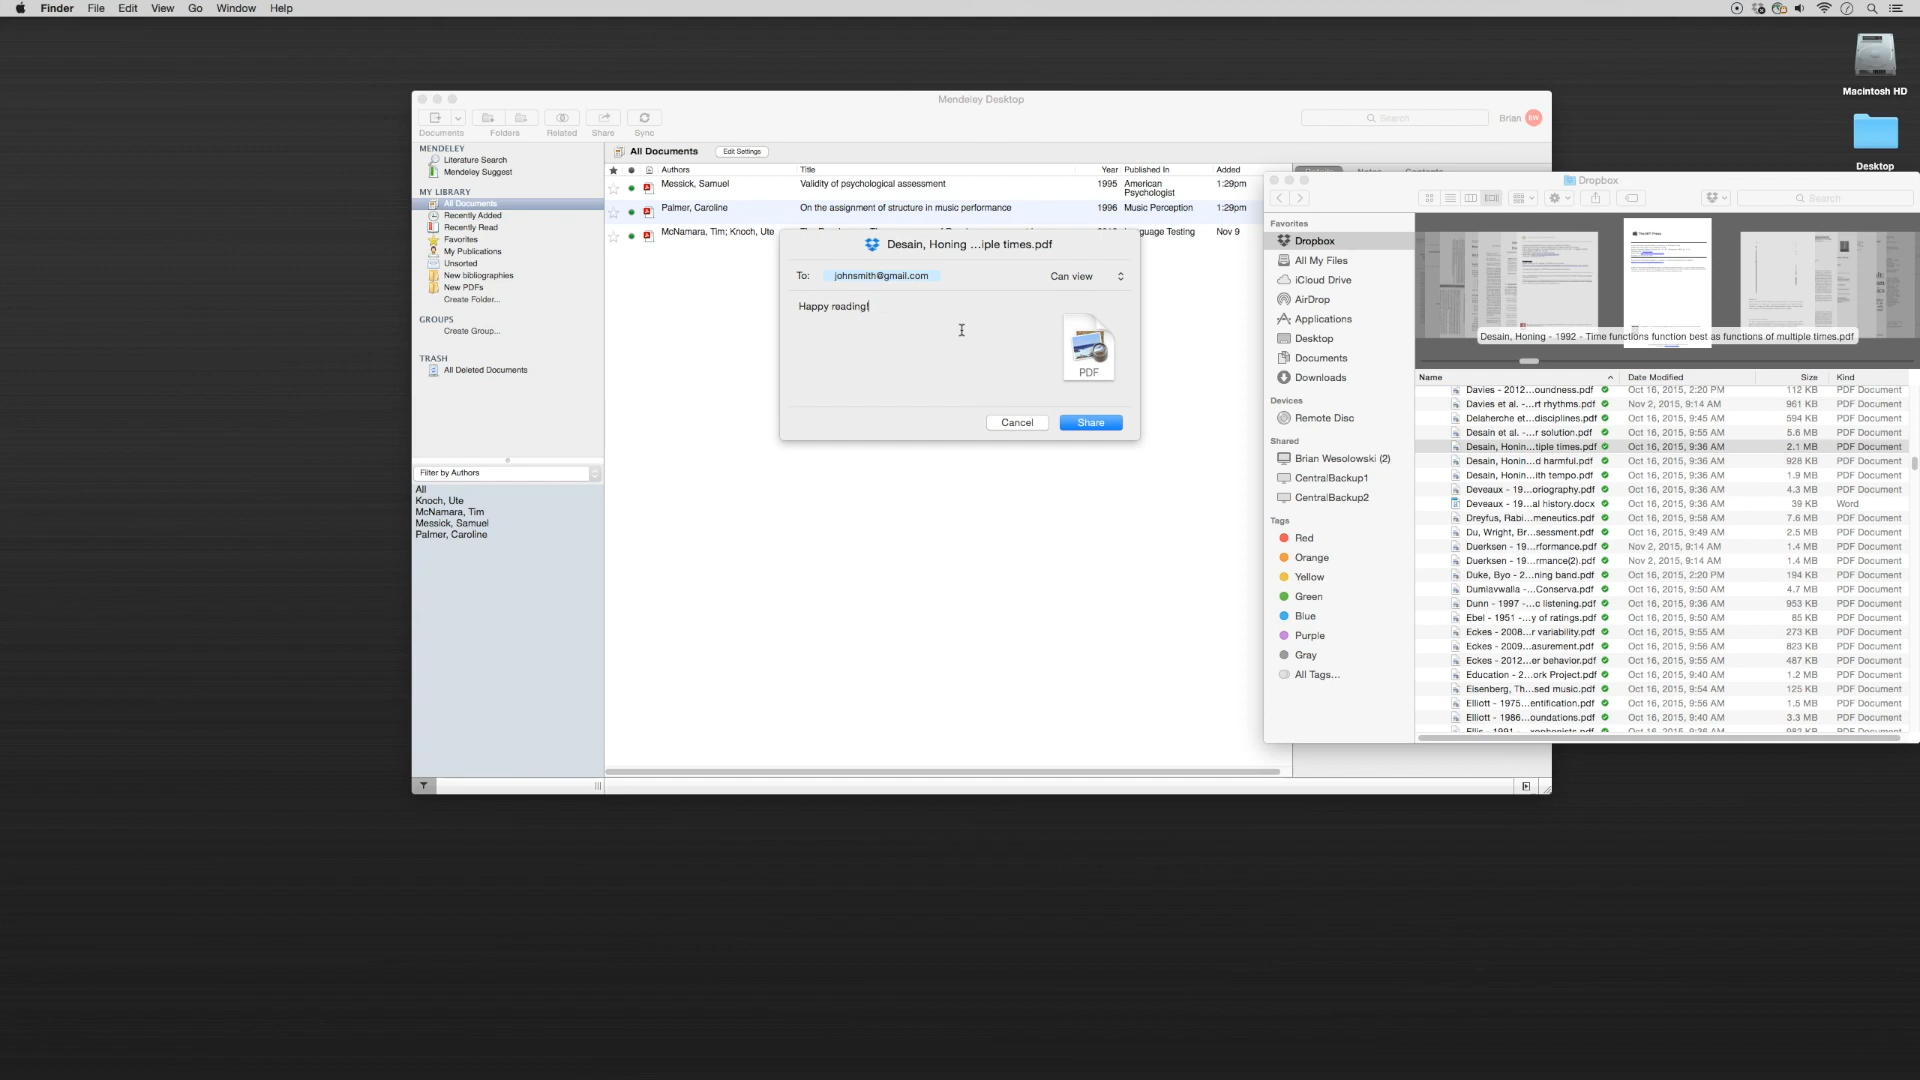 Finder File Edit View Go Window Help
Macintosh HD
Desktop
Mendeley Desktop
Search
Brian BW
Documents Folders Related Share Sync
MENDELEY
Literature Search
Mendeley Suggest
MY LIBRARY
All Documents
Recently Added
Recently Read
Favorites
My Publications
Unsorted
New bibliographies
New PDFs
Create Folder...
GROUPS
Create Group...
TRASH
All Deleted Documents
Filter by Authors
All
Knoch, Ute
McNamara, Tim
Messick, Samuel
Palmer, Caroline
All Documents Edit Settings
Authors Title Year Published In Added
Messick, Samuel Validity of psychological assessment 1995 American Psychologist 1:29pm
Palmer, Caroline On the assignment of structure in music performance 1996 Music Perception 1:29pm
McNamara, Tim; Knoch, Ute Language Testing Nov 9
Desain, Honing ...iple times.pdf
To: johnsmith@gmail.com Can view
Happy reading!
PDF
Cancel Share
Dropbox
Search
Favorites
Dropbox
All My Files
iCloud Drive
AirDrop
Applications
Desktop
Documents
Downloads
Devices
Remote Disc
Shared
Brian Wesolowski (2)
CentralBackup1
CentralBackup2
Tags
Red
Orange
Yellow
Green
Blue
Purple
Gray
All Tags...
Desain, Honing - 1992 - Time functions function best as functions of multiple times.pdf
Name Date Modified Size Kind
Davies - 2012...oundness.pdf Oct 16, 2015, 2:20 PM 112 KB PDF Document
Davies et al. -...rt rhythms.pdf Nov 2, 2015, 9:14 AM 961 KB PDF Document
Delaherche et...disciplines.pdf Oct 16, 2015, 9:45 AM 594 KB PDF Document
Desain et al. -...r solution.pdf Oct 16, 2015, 9:55 AM 5.6 MB PDF Document
Desain, Honin...tiple times.pdf Oct 16, 2015, 9:36 AM 2.1 MB PDF Document
Desain, Honin...d harmful.pdf Oct 16, 2015, 9:36 AM 928 KB PDF Document
Desain, Honin...ith tempo.pdf Oct 16, 2015, 9:36 AM 1.9 MB PDF Document
Deveaux - 19...oriography.pdf Oct 16, 2015, 9:36 AM 4.3 MB PDF Document
Deveaux - 19...al history.docx Oct 16, 2015, 9:36 AM 39 KB Word
Dreyfus, Rabi...meneutics.pdf Oct 16, 2015, 9:58 AM 7.6 MB PDF Document
Du, Wright, Br...sessment.pdf Oct 16, 2015, 9:49 AM 2.5 MB PDF Document
Duerksen - 19...rformance.pdf Nov 2, 2015, 9:14 AM 1.4 MB PDF Document
Duerksen - 19...rmance(2).pdf Nov 2, 2015, 9:14 AM 1.4 MB PDF Document
Duke, Byo - 2...ning band.pdf Oct 16, 2015, 2:20 PM 194 KB PDF Document
Dumlavwalla -...Conserva.pdf Oct 16, 2015, 9:50 AM 4.7 MB PDF Document
Dunn - 1997 -...c listening.pdf Oct 16, 2015, 9:36 AM 953 KB PDF Document
Ebel - 1951 -...y of ratings.pdf Oct 16, 2015, 9:50 AM 85 KB PDF Document
Eckes - 2008...r variability.pdf Oct 16, 2015, 9:55 AM 273 KB PDF Document
Eckes - 2009...asurement.pdf Oct 16, 2015, 9:56 AM 823 KB PDF Document
Eckes - 2012...er behavior.pdf Oct 16, 2015, 9:55 AM 487 KB PDF Document
Education - 2...ork Project.pdf Oct 16, 2015, 9:40 AM 1.2 MB PDF Document
Eisenberg, Th...sed music.pdf Oct 16, 2015, 9:54 AM 125 KB PDF Document
Elliott - 1975...entification.pdf Oct 16, 2015, 9:56 AM 1.5 MB PDF Document
Elliott - 1986...oundations.pdf Oct 16, 2015, 9:40 AM 3.3 MB PDF Document